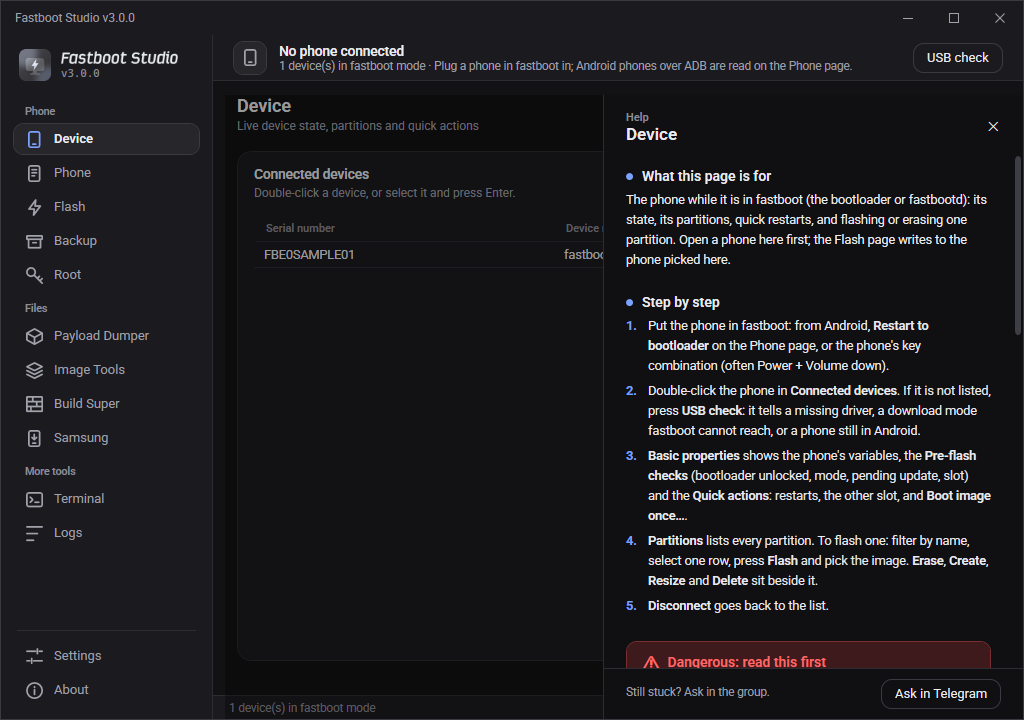 Fastboot Studio v3.0.0
Fastboot Studio
v3.0.0
Phone
Device
Phone
Flash
Backup
Root
Files
Payload Dumper
Image Tools
Build Super
Samsung
More tools
Terminal
Logs
Settings
About
No phone connected
1 device(s) in fastboot mode · Plug a phone in fastboot in; Android phones over ADB are read on the Phone page.
USB check
Device
Live device state, partitions and quick actions
Connected devices
Double-click a device, or select it and press Enter.
Serial number
Device
FBE0SAMPLE01
1 device(s) in fastboot mode
Help
Device
What this page is for
The phone while it is in fastboot (the bootloader or fastbootd): its
state, its partitions, quick restarts, and flashing or erasing one
partition. Open a phone here first; the Flash page writes to the
phone picked here.
Step by step
1. Put the phone in fastboot: from Android, Restart to
bootloader on the Phone page, or the phone's key
combination (often Power + Volume down).
2. Double-click the phone in Connected devices. If it is not listed,
press USB check: it tells a missing driver, a download mode
fastboot cannot reach, or a phone still in Android.
3. Basic properties shows the phone's variables, the Pre-flash
checks (bootloader unlocked, mode, pending update, slot)
and the Quick actions: restarts, the other slot, and Boot image
once....
4. Partitions lists every partition. To flash one: filter by name,
select one row, press Flash and pick the image. Erase, Create,
Resize and Delete sit beside it.
5. Disconnect goes back to the list.
Dangerous: read this first
Still stuck? Ask in the group.
Ask in Telegram